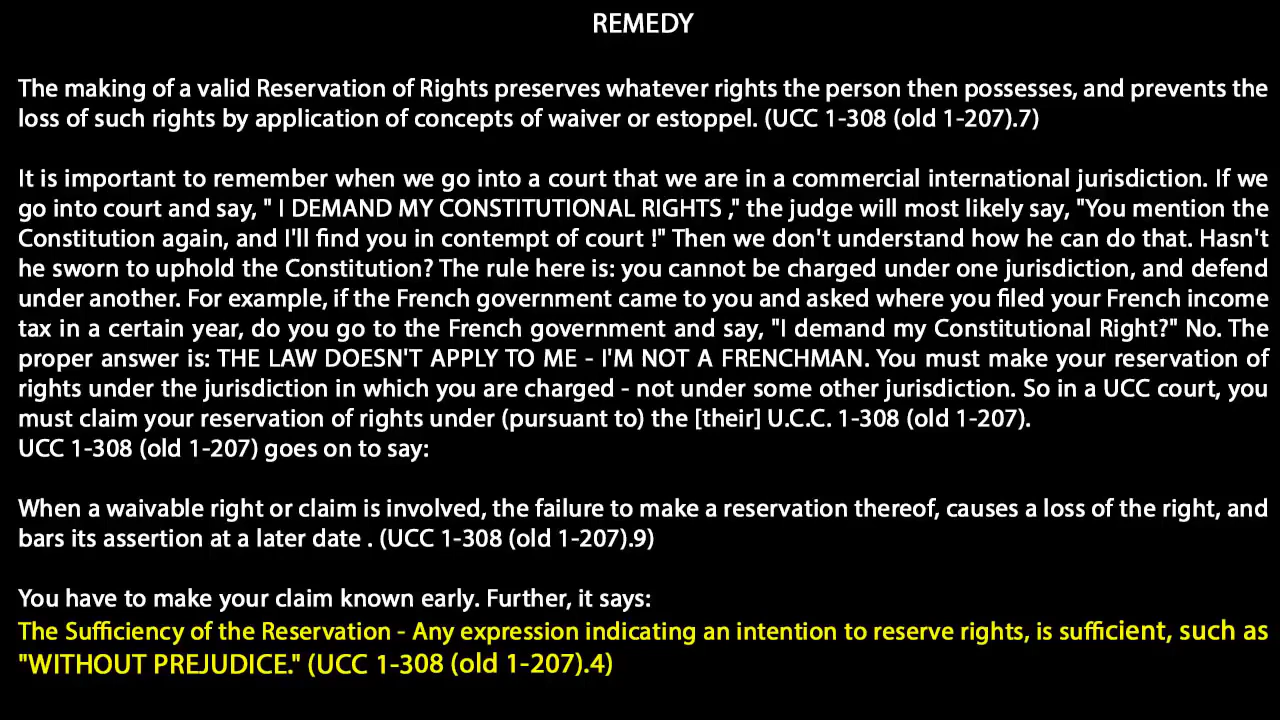 REMEDY
The making of a valid Reservation of Rights preserves whatever rights the person then possesses, and prevents the
loss of such rights by application of concepts of waiver or estoppel. (UCC 1-308 (old 1-207).7)
It is important to remember when we go into a court that we are in a commercial international jurisdiction. If we
go into court and say, " I DEMAND MY CONSTITUTIONAL RIGHTS ," the judge will most likely say, "You mention the
Constitution again, and I'll find you in contempt of court !" Then we don't understand how he can do that. Hasn't
he sworn to uphold the Constitution? The rule here is: you cannot be charged under one jurisdiction, and defend
under another. For example, if the French government came to you and asked where you filed your French income
tax in a certain year, do you go to the French government and say, "I demand my Constitutional Right?" No. The
proper answer is: THE LAW DOESN'T APPLY TO ME - I'M NOT A FRENCHMAN. You must make your reservation of
rights under the jurisdiction in which you are charged - not under some other jurisdiction. So in a UCC court, you
must claim your reservation of rights under (pursuant to) the [their] U.C.C. 1-308 (old 1-207).
UCC 1-308 (old 1-207) goes on to say:
When a waivable right or claim is involved, the failure to make a reservation thereof, causes a loss of the right, and
bars its assertion at a later date . (UCC 1-308 (old 1-207).9)
You have to make your claim known early. Further, it says:
The Sufficiency of the Reservation - Any expression indicating an intention to reserve rights, is sufficient, such as
"WITHOUT PREJUDICE." (UCC 1-308 (old 1-207).4)